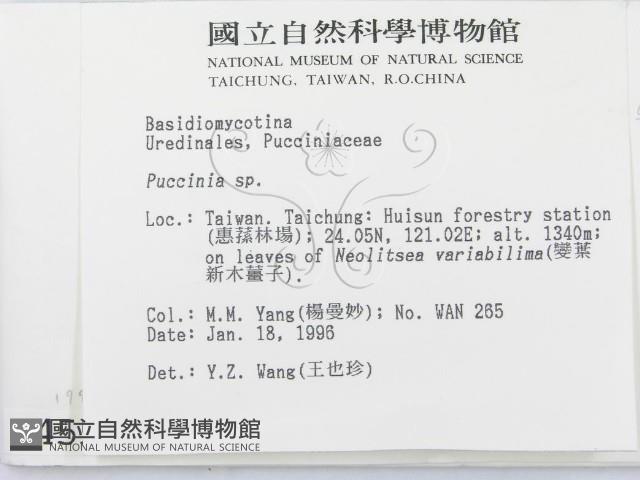 國立自然科學博物館
NATIONAL MUSEUM OF NATURAL SCIENCE
TAICHUNG, TAIWAN, R.O.CHINA
Basidiomycotina
Uredinales, Pucciniaceae
Puccinia sp.
Loc.: Taiwan. Taichung: Huisun forestry station
(惠蓀林場); 24.05N, 121.02E; alt. 1340m;
on leaves of Neolitsea variabilima(變葉
新木薑子).
Col.: M.M. Yang(楊曼妙); No. WAN 265
Date: Jan. 18, 1996
Det.: Y.Z. Wang(王也珍)
199
45
國立自然科學博物館
NATIONAL MUSEUM OF NATURAL SCIENCE